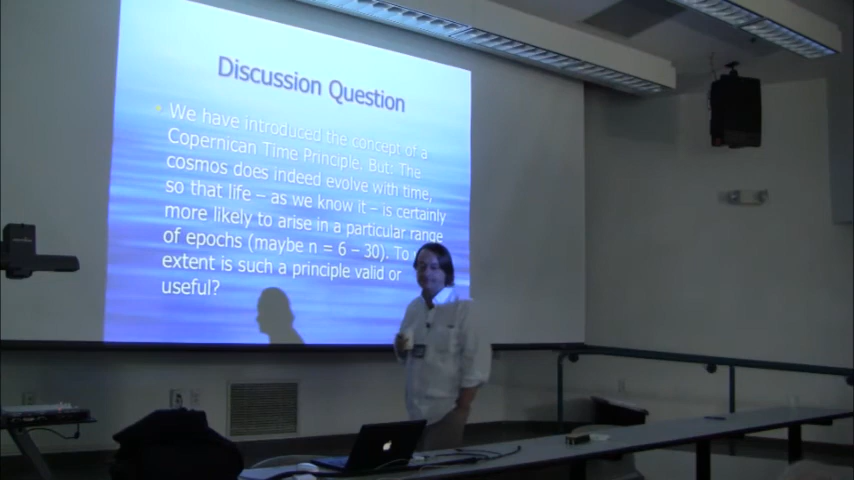 Discussion Question
We have introduced the concept of a
Copernican Time Principle. But: The
cosmos does indeed evolve with time,
so that life – as we know it – is certainly
more likely to arise in a particular range
of epochs (maybe n = 6 – 30). To
extent is such a principle valid or
useful?